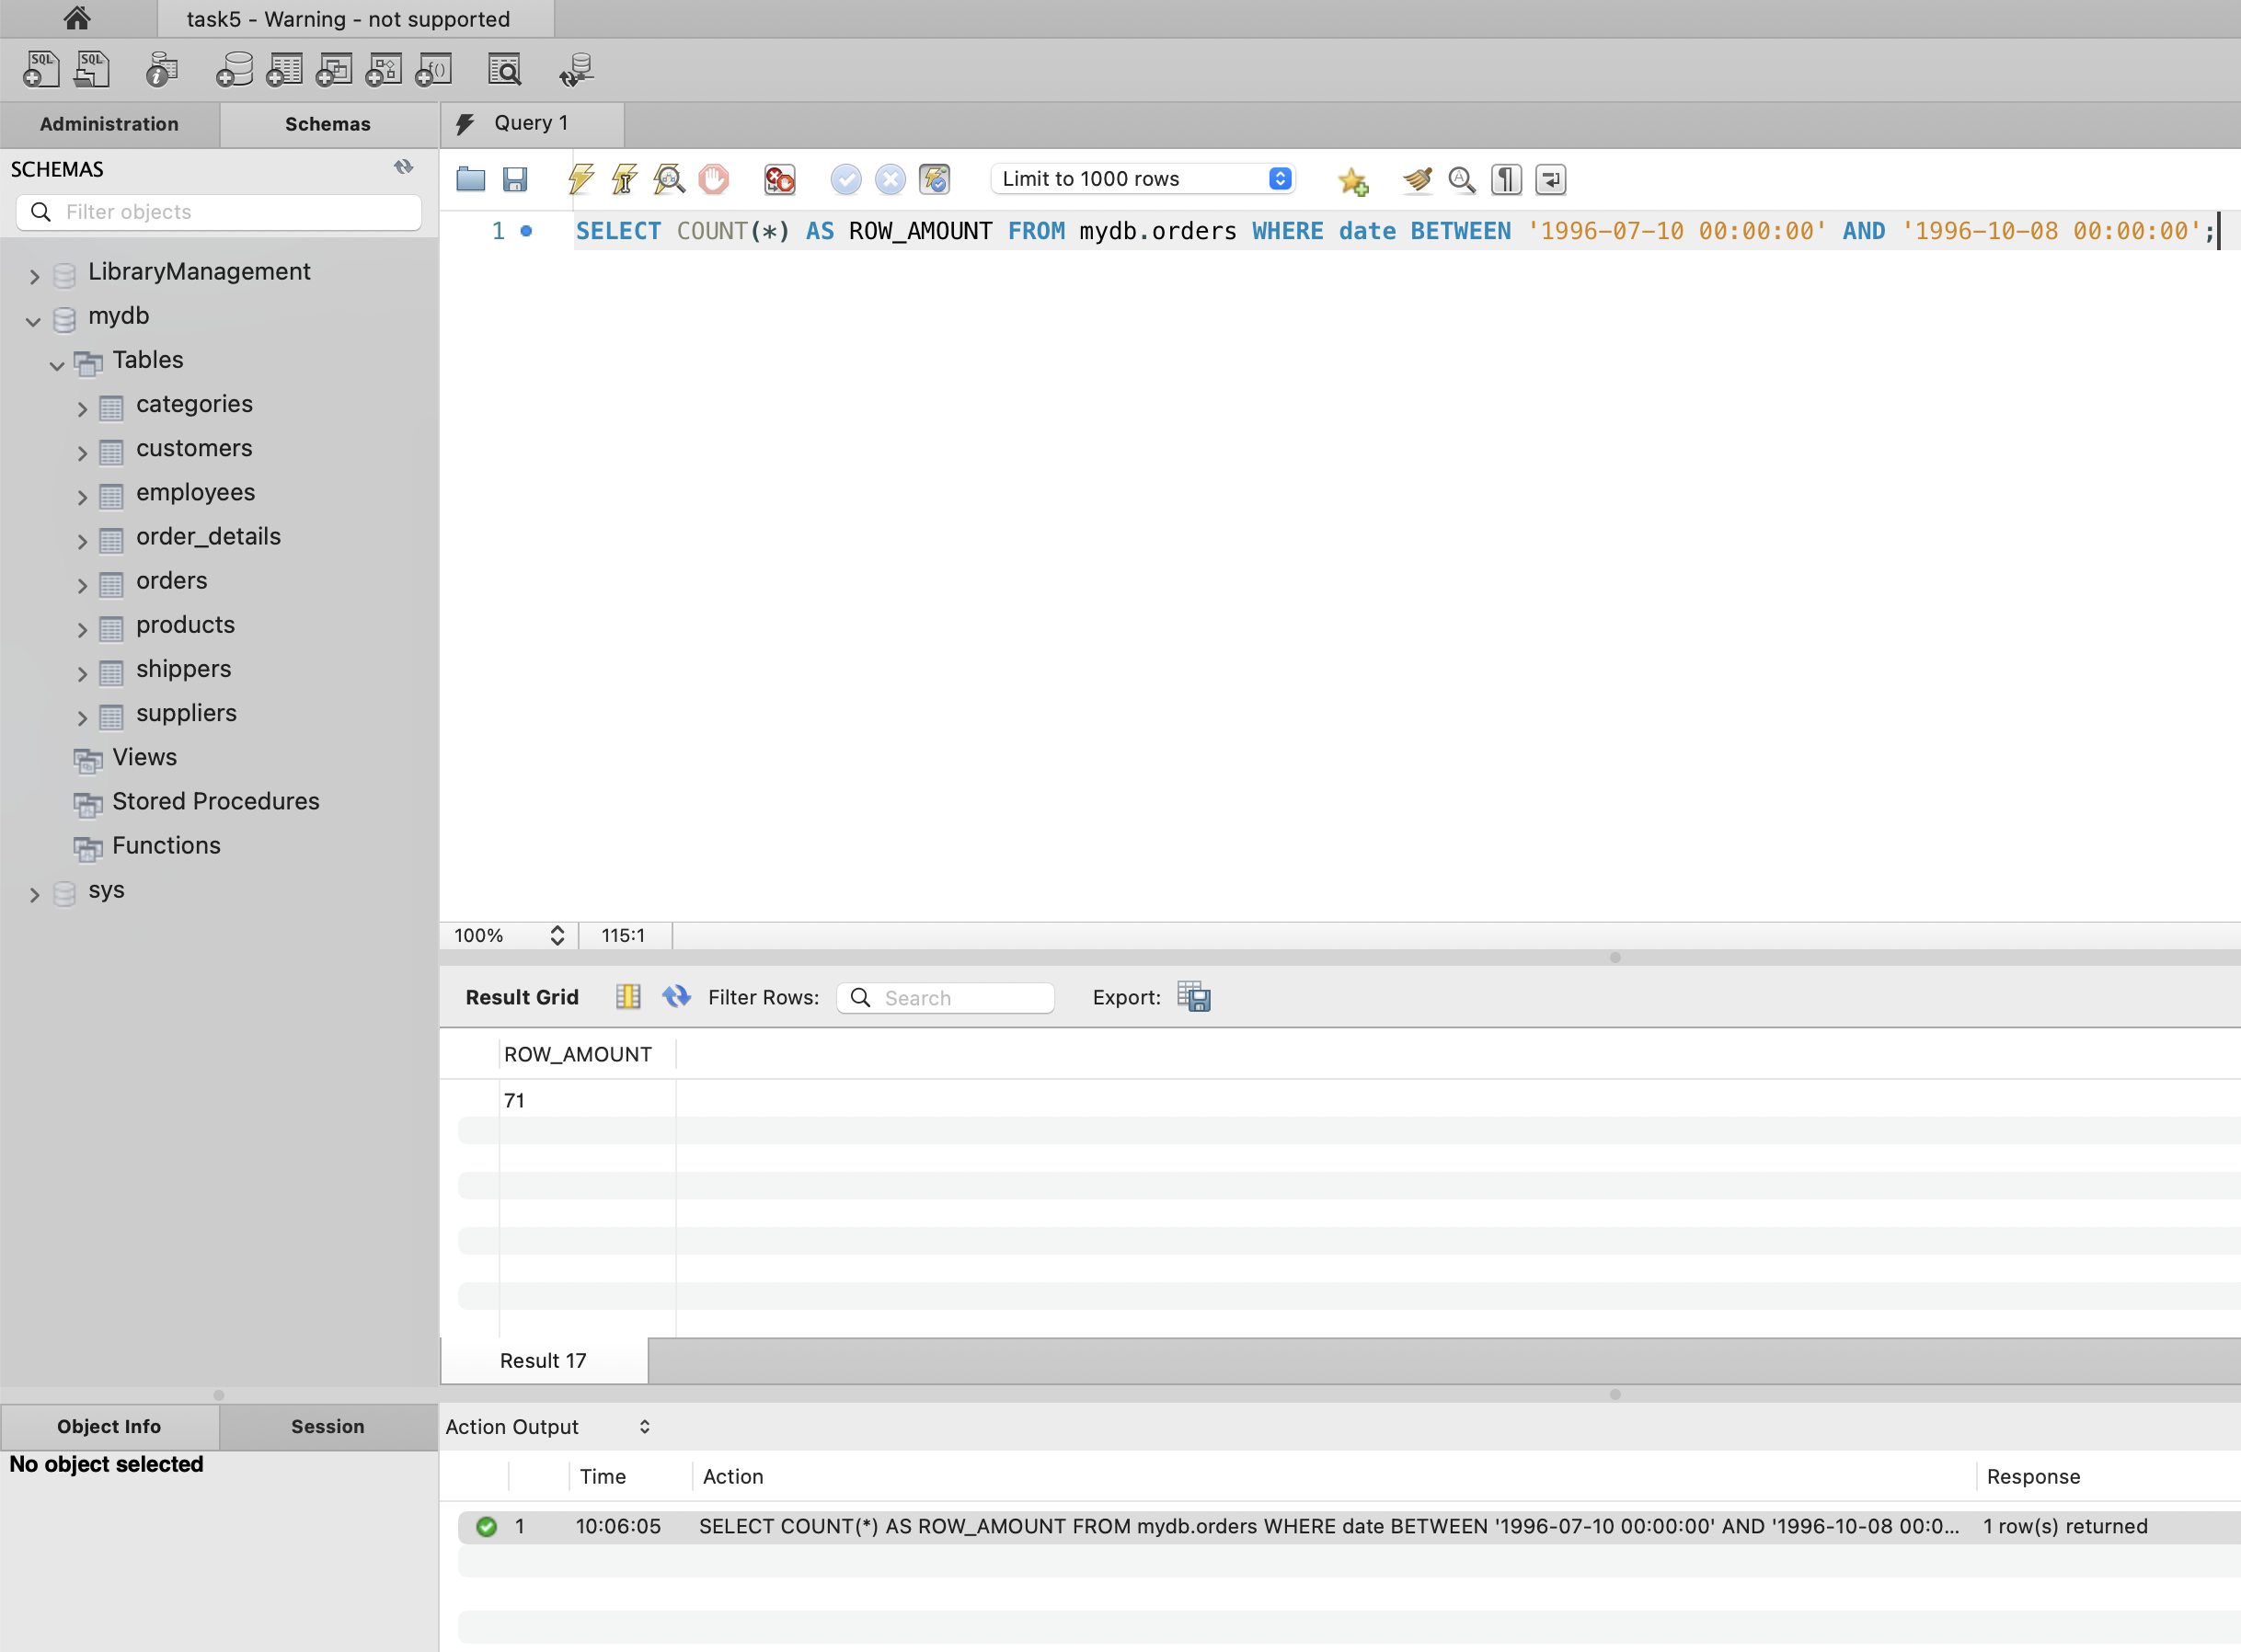 task5 - Warning - not supported
SQL SQL
Administration Schemas Query 1
SCHEMAS
Filter objects
LibraryManagement
mydb
Tables
categories
customers
employees
order_details
orders
products
shippers
suppliers
Views
Stored Procedures
Functions
sys
Limit to 1000 rows
1 SELECT COUNT(*) AS ROW_AMOUNT FROM mydb.orders WHERE date BETWEEN '1996-07-10 00:00:00' AND '1996-10-08 00:00:00';
100% 115:1
Result Grid Filter Rows: Search Export:
ROW_AMOUNT
71
Result 17
Object Info Session
No object selected
Action Output
Time Action Response
1 10:06:05 SELECT COUNT(*) AS ROW_AMOUNT FROM mydb.orders WHERE date BETWEEN '1996-07-10 00:00:00' AND '1996-10-08 00:0... 1 row(s) returned